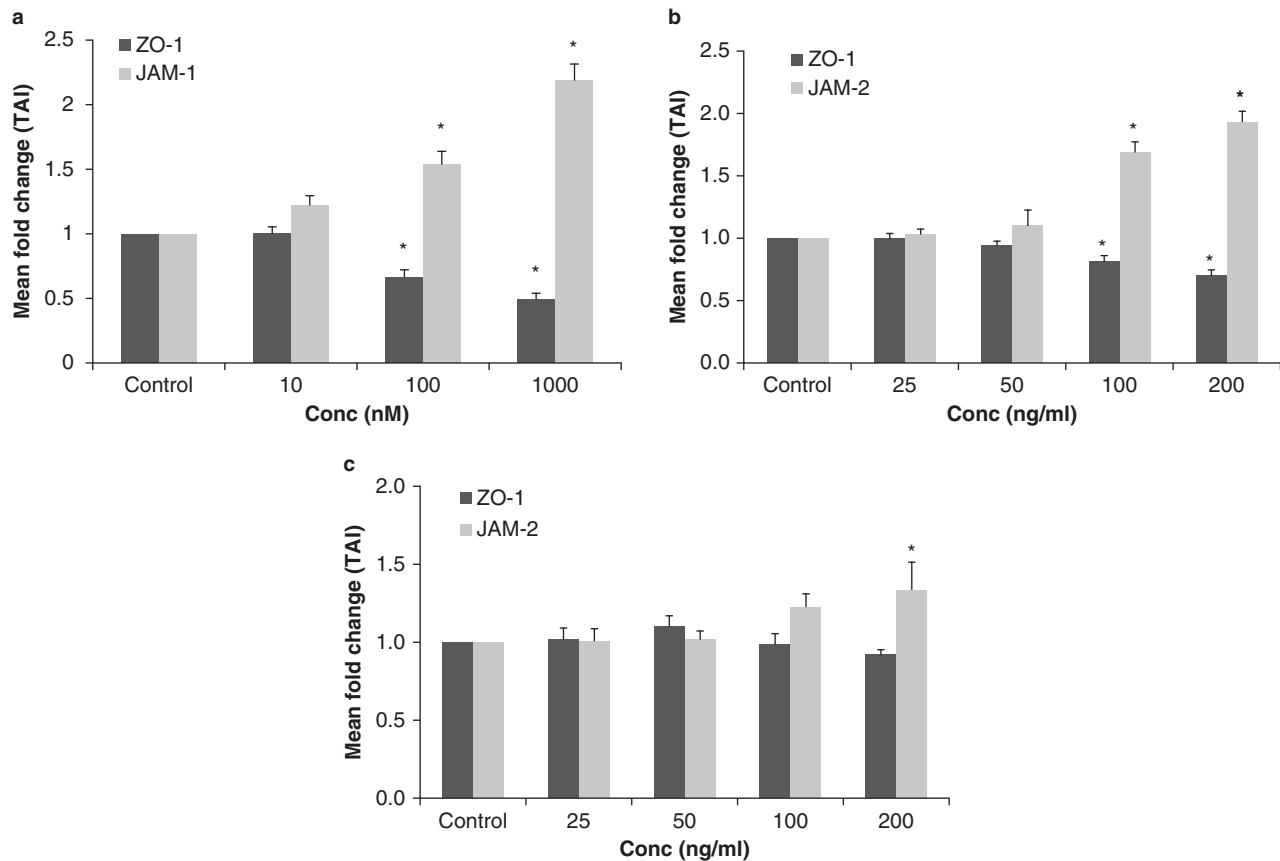 a
Mean fold change (TAI)
2.5
2
1.5
1
0.5
0
ZO-1
JAM-1
*
*
*
*
Control 10 100 1000
Conc (nM)
b
Mean fold change (TAI)
2.5
2.0
1.5
1.0
0.5
0.0
ZO-1
JAM-2
*
*
*
*
Control 25 50 100 200
Conc (ng/ml)
c
Mean fold change (TAI)
2.0
1.5
1.0
0.5
0.0
ZO-1
JAM-2
*
Control 25 50 100 200
Conc (ng/ml)